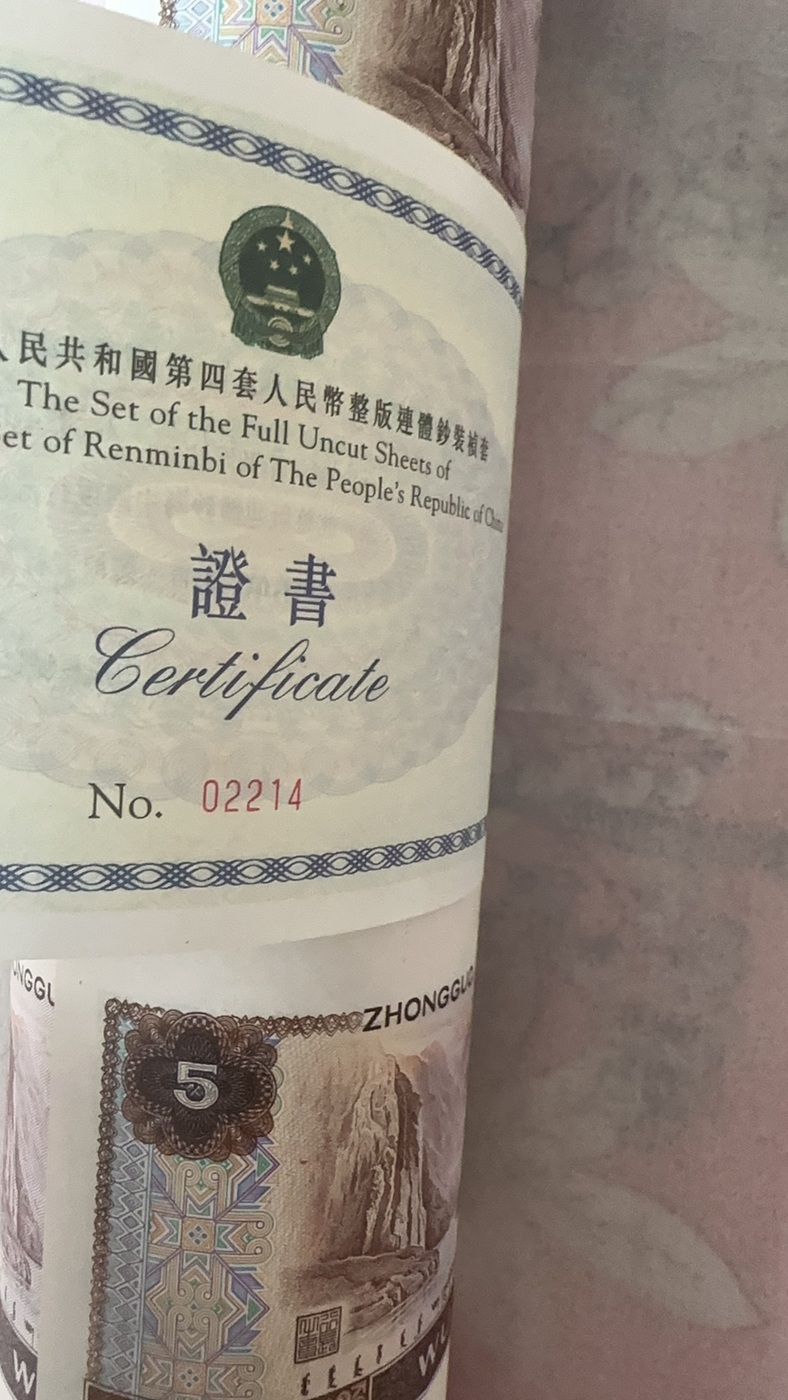 人民共和國第四套人民幣整版連體鈔裝幀套
The Set of the Full Uncut Sheets of
et of Renminbi of The People's Republic of China
證書
Certificate
No. 02214
ZHONGGUO
5
W
WU